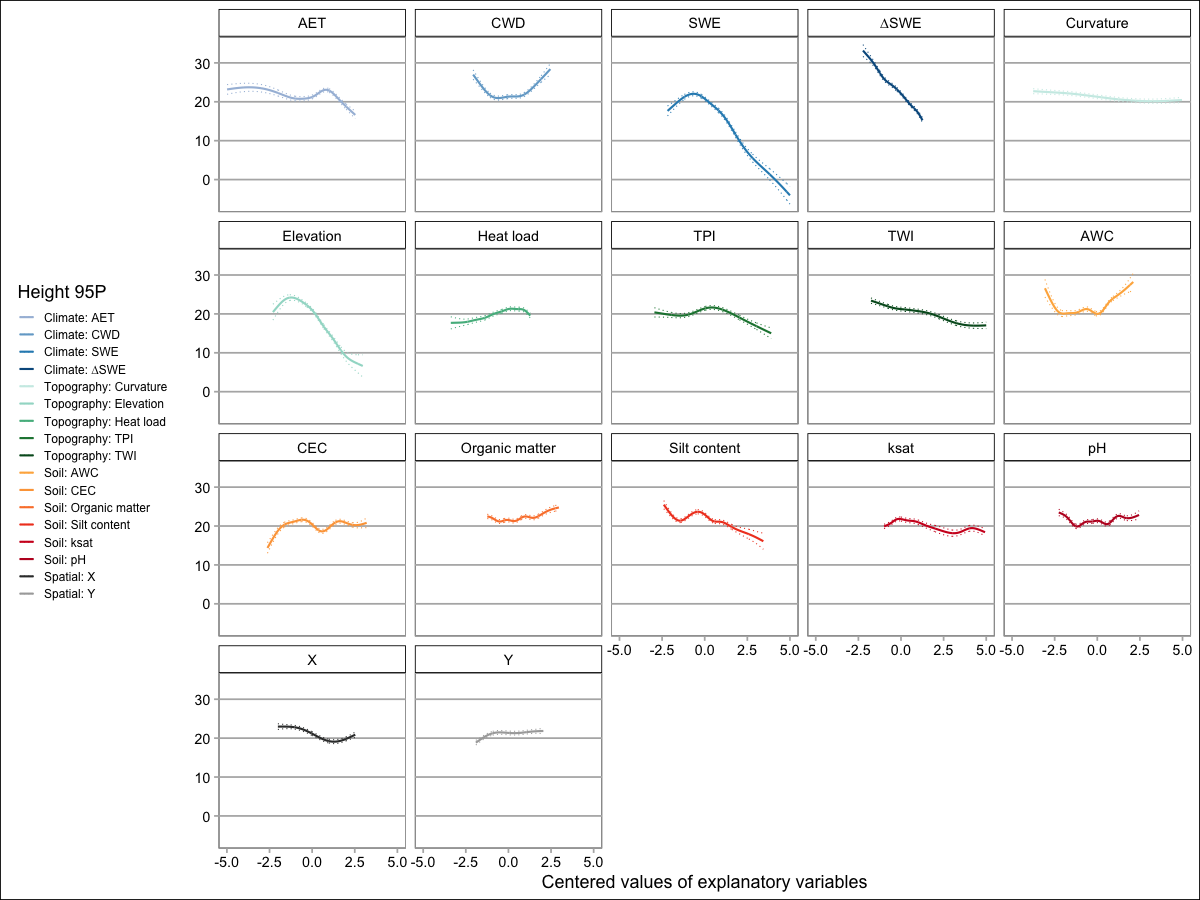 AET CWD SWE ΔSWE Curvature
30
20
10
0
Elevation Heat load TPI TWI AWC
30
20
10
0
Height 95P
Climate: AET
Climate: CWD
Climate: SWE
Climate: ΔSWE
Topography: Curvature
Topography: Elevation
Topography: Heat load
Topography: TPI
Topography: TWI
Soil: AWC
Soil: CEC
Soil: Organic matter
Soil: Silt content
Soil: ksat
Soil: pH
Spatial: X
Spatial: Y
CEC Organic matter Silt content ksat pH
30
20
10
0
-5.0 -2.5 0.0 2.5 5.0 -5.0 -2.5 0.0 2.5 5.0 -5.0 -2.5 0.0 2.5 5.0
X Y
30
20
10
0
-5.0 -2.5 0.0 2.5 5.0 -5.0 -2.5 0.0 2.5 5.0
Centered values of explanatory variables